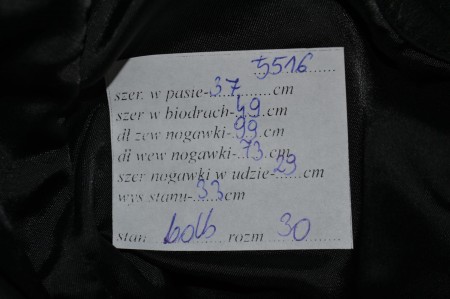 5516
szer. w pasie-37 cm
szer w biodrach-49 cm
dł zew nogawki-99 cm
dł wew nogawki-73 cm
szer nogawki w udzie-29 cm
wys stanu-33 cm
stan bdb rozm 30